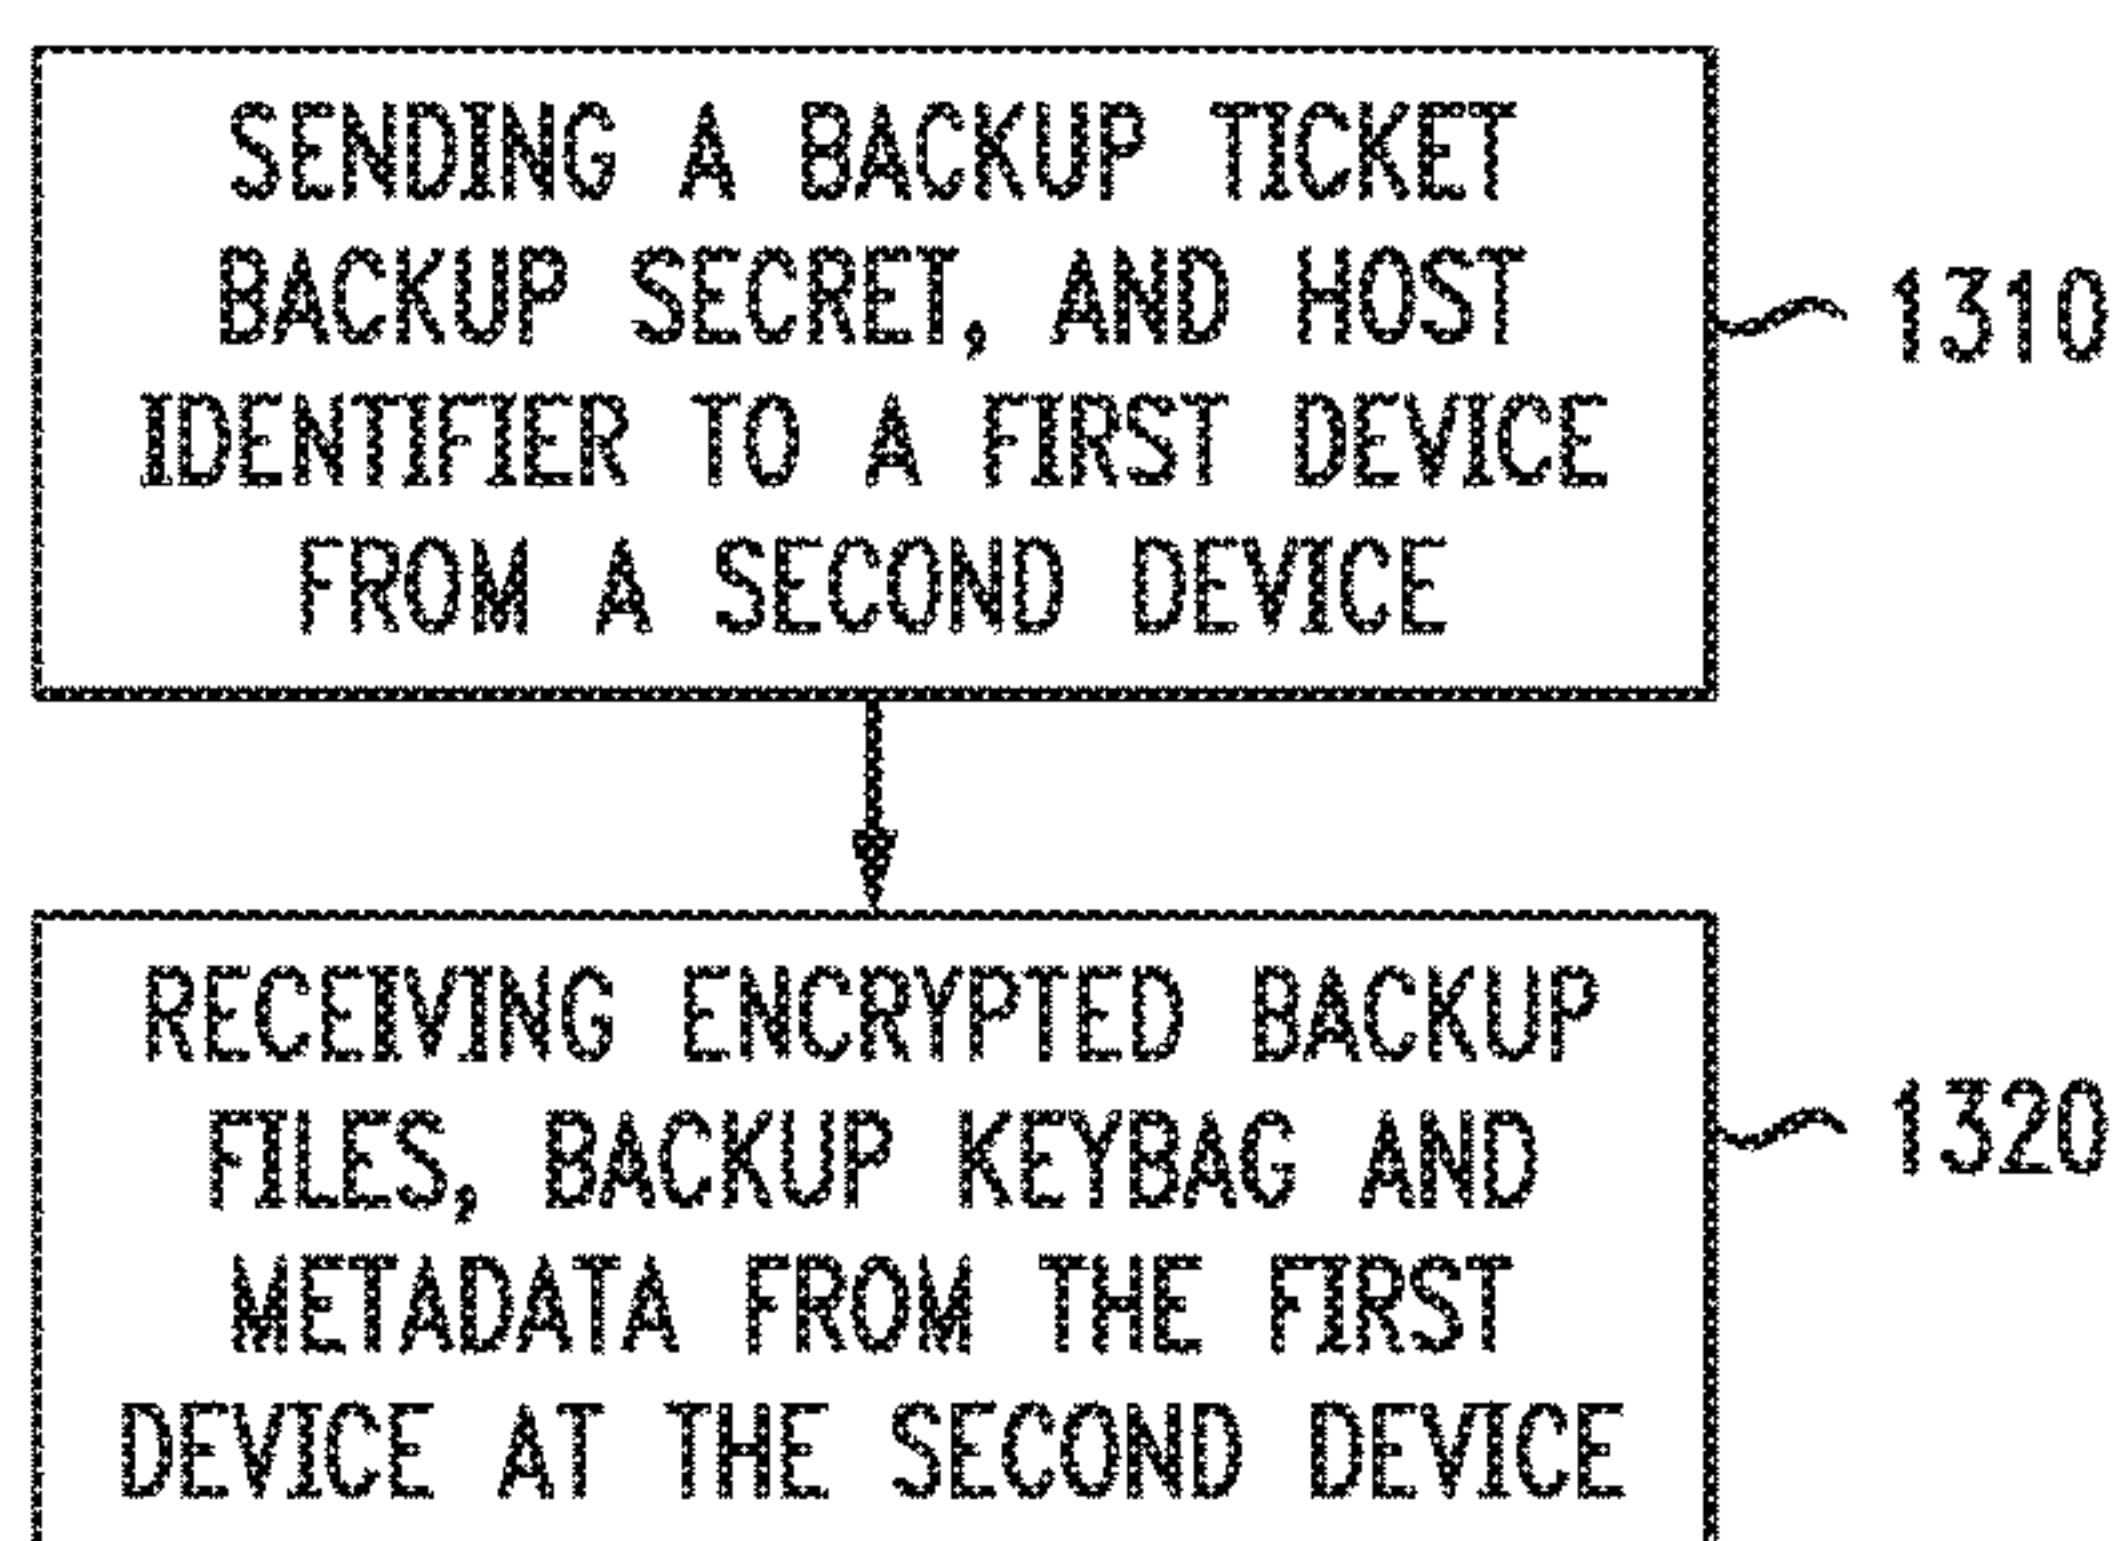 SENDING A BACKUP TICKET
BACKUP SECRET, AND HOST
IDENTIFIER TO A FIRST DEVICE
FROM A SECOND DEVICE
1310
RECEIVING ENCRYPTED BACKUP
FILES, BACKUP KEYBAG AND
METADATA FROM THE FIRST
DEVICE AT THE SECOND DEVICE
1320